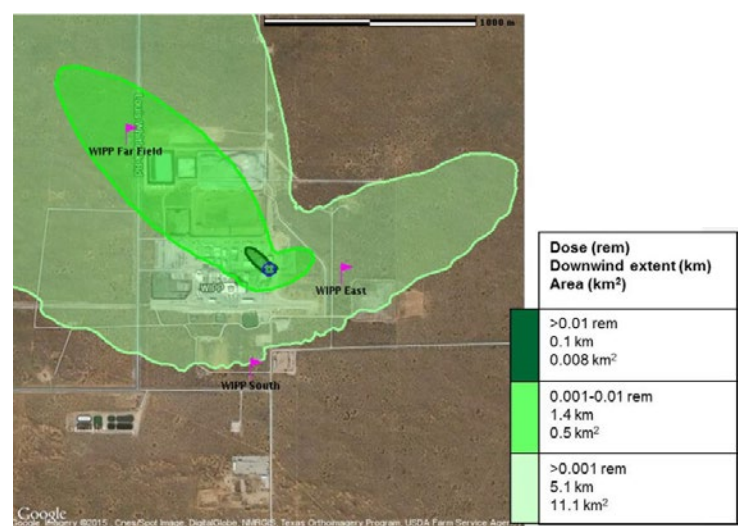 1000 m
WIPP Far Field
WIPP
WIPP East
WIPP South
Dose (rem)
Downwind extent (km)
Area (km²)
>0.01 rem
0.1 km
0.008 km²
0.001-0.01 rem
1.4 km
0.5 km²
>0.001 rem
5.1 km
11.1 km²
Google